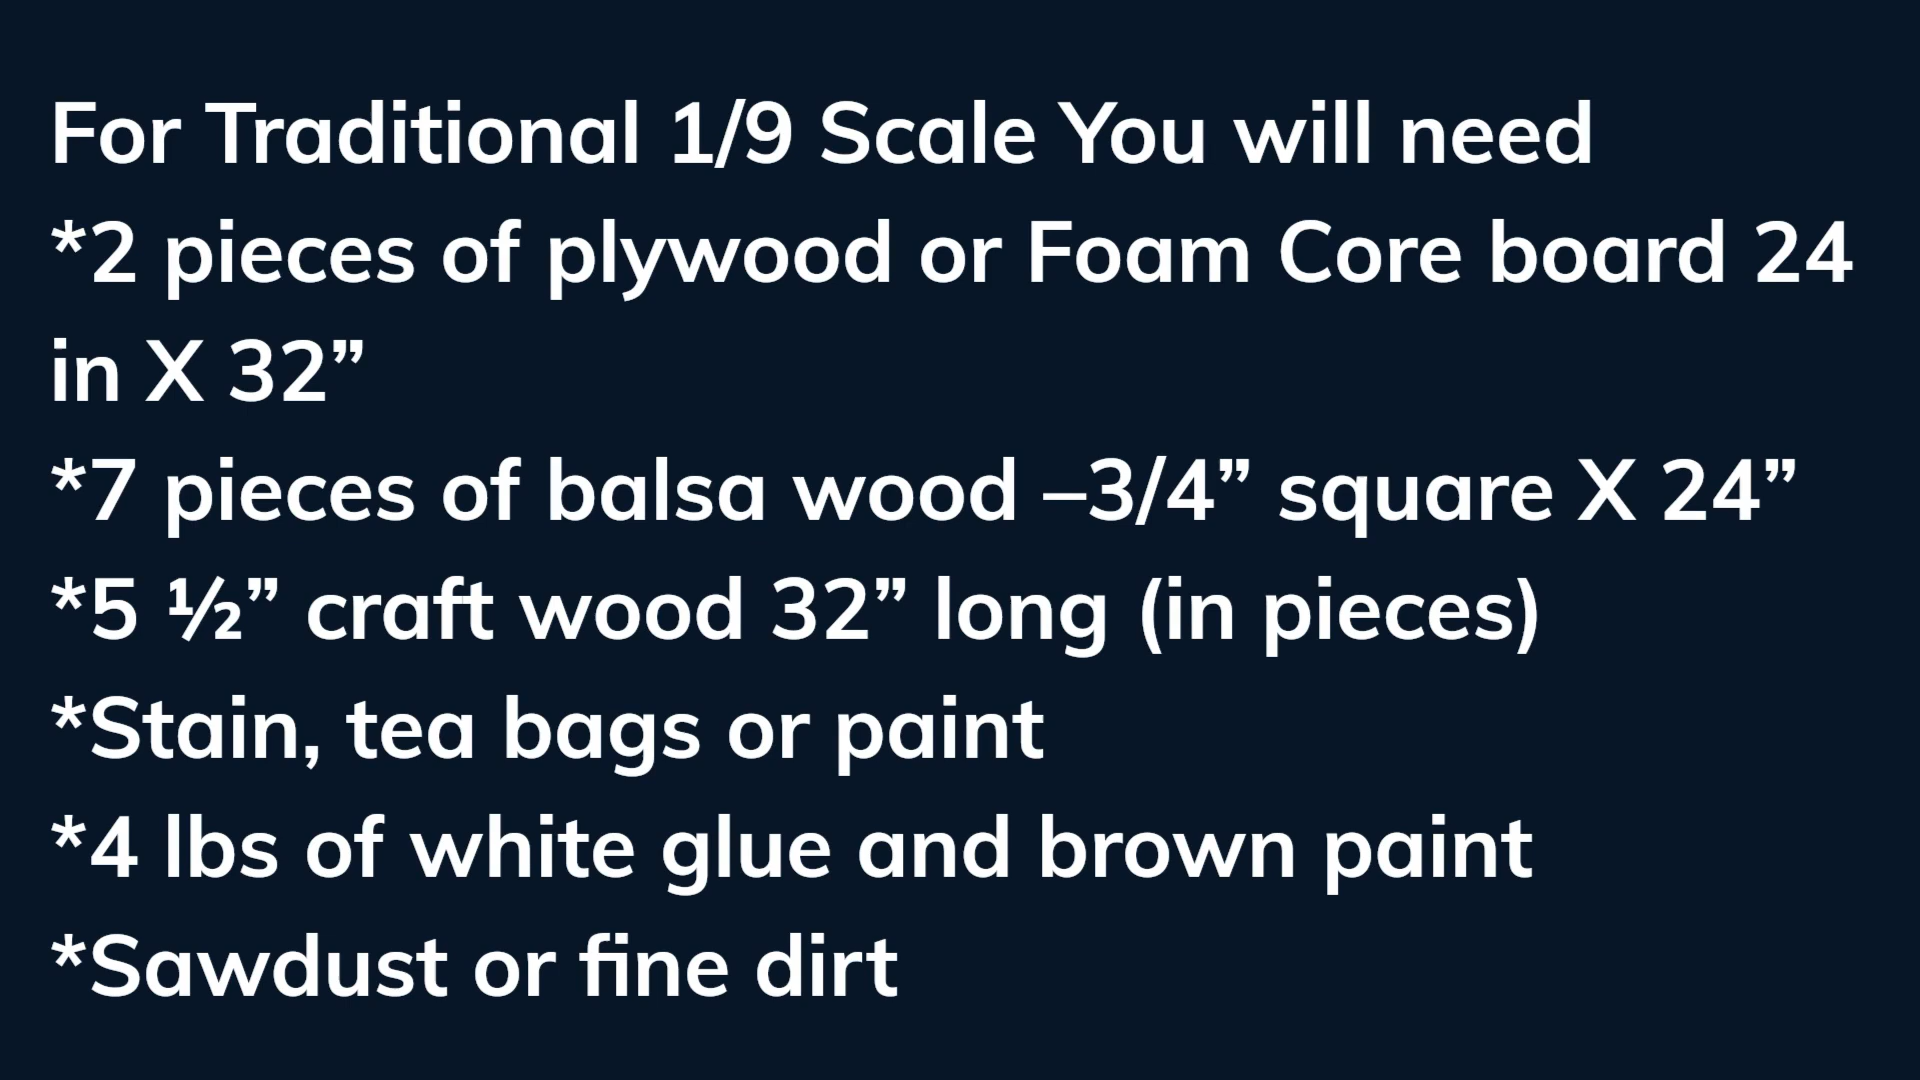 For Traditional 1/9 Scale You will need
*2 pieces of plywood or Foam Core board 24
in X 32”
*7 pieces of balsa wood –3/4” square X 24”
*5 ½” craft wood 32” long (in pieces)
*Stain, tea bags or paint
*4 lbs of white glue and brown paint
*Sawdust or fine dirt